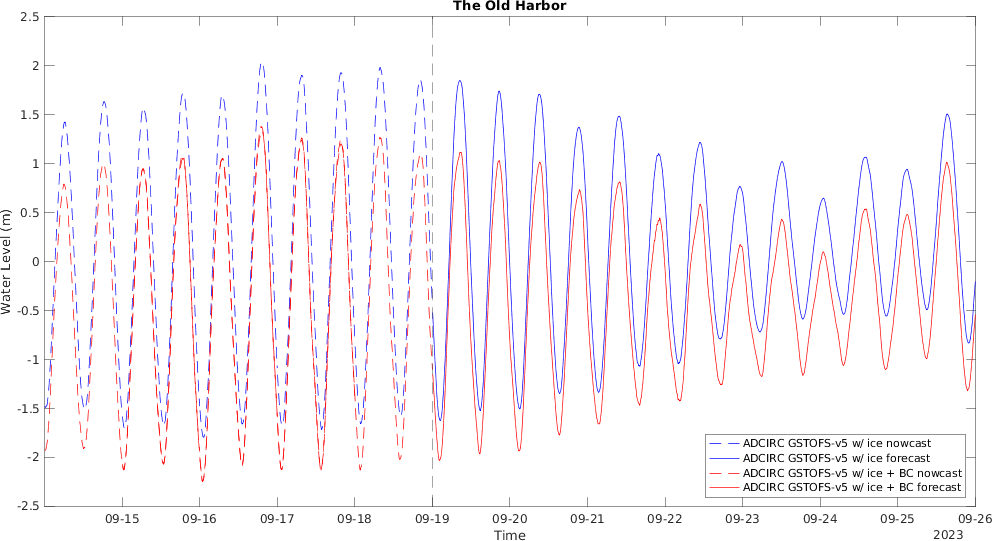 The Old Harbor
2.5
2
1.5
1
0.5
0
-0.5
-1
-1.5
-2
-2.5
Water Level (m)
ADCIRC GSTOFS-v5 w/ ice nowcast
ADCIRC GSTOFS-v5 w/ ice forecast
ADCIRC GSTOFS-v5 w/ ice + BC nowcast
ADCIRC GSTOFS-v5 w/ ice + BC forecast
09-15 09-16 09-17 09-18 09-19 09-20 09-21 09-22 09-23 09-24 09-25 09-26
Time
2023